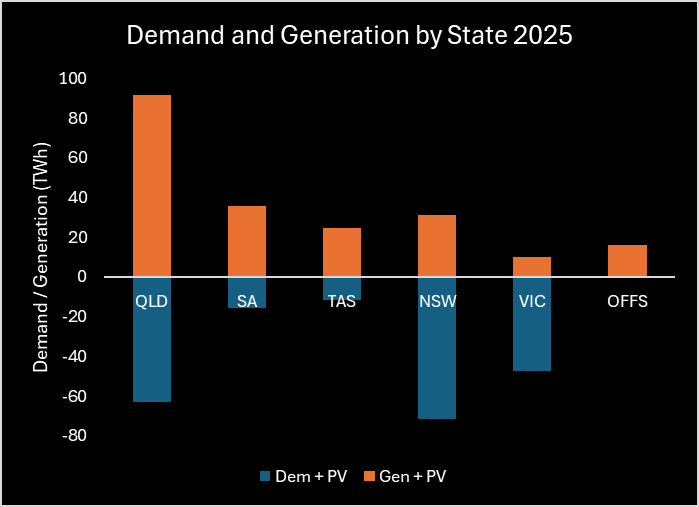 Demand and Generation by State 2025
Demand / Generation (TWh)
100
80
60
40
20
0
-20
-40
-60
-80
QLD SA TAS NSW VIC OFFS
Dem + PV Gen + PV